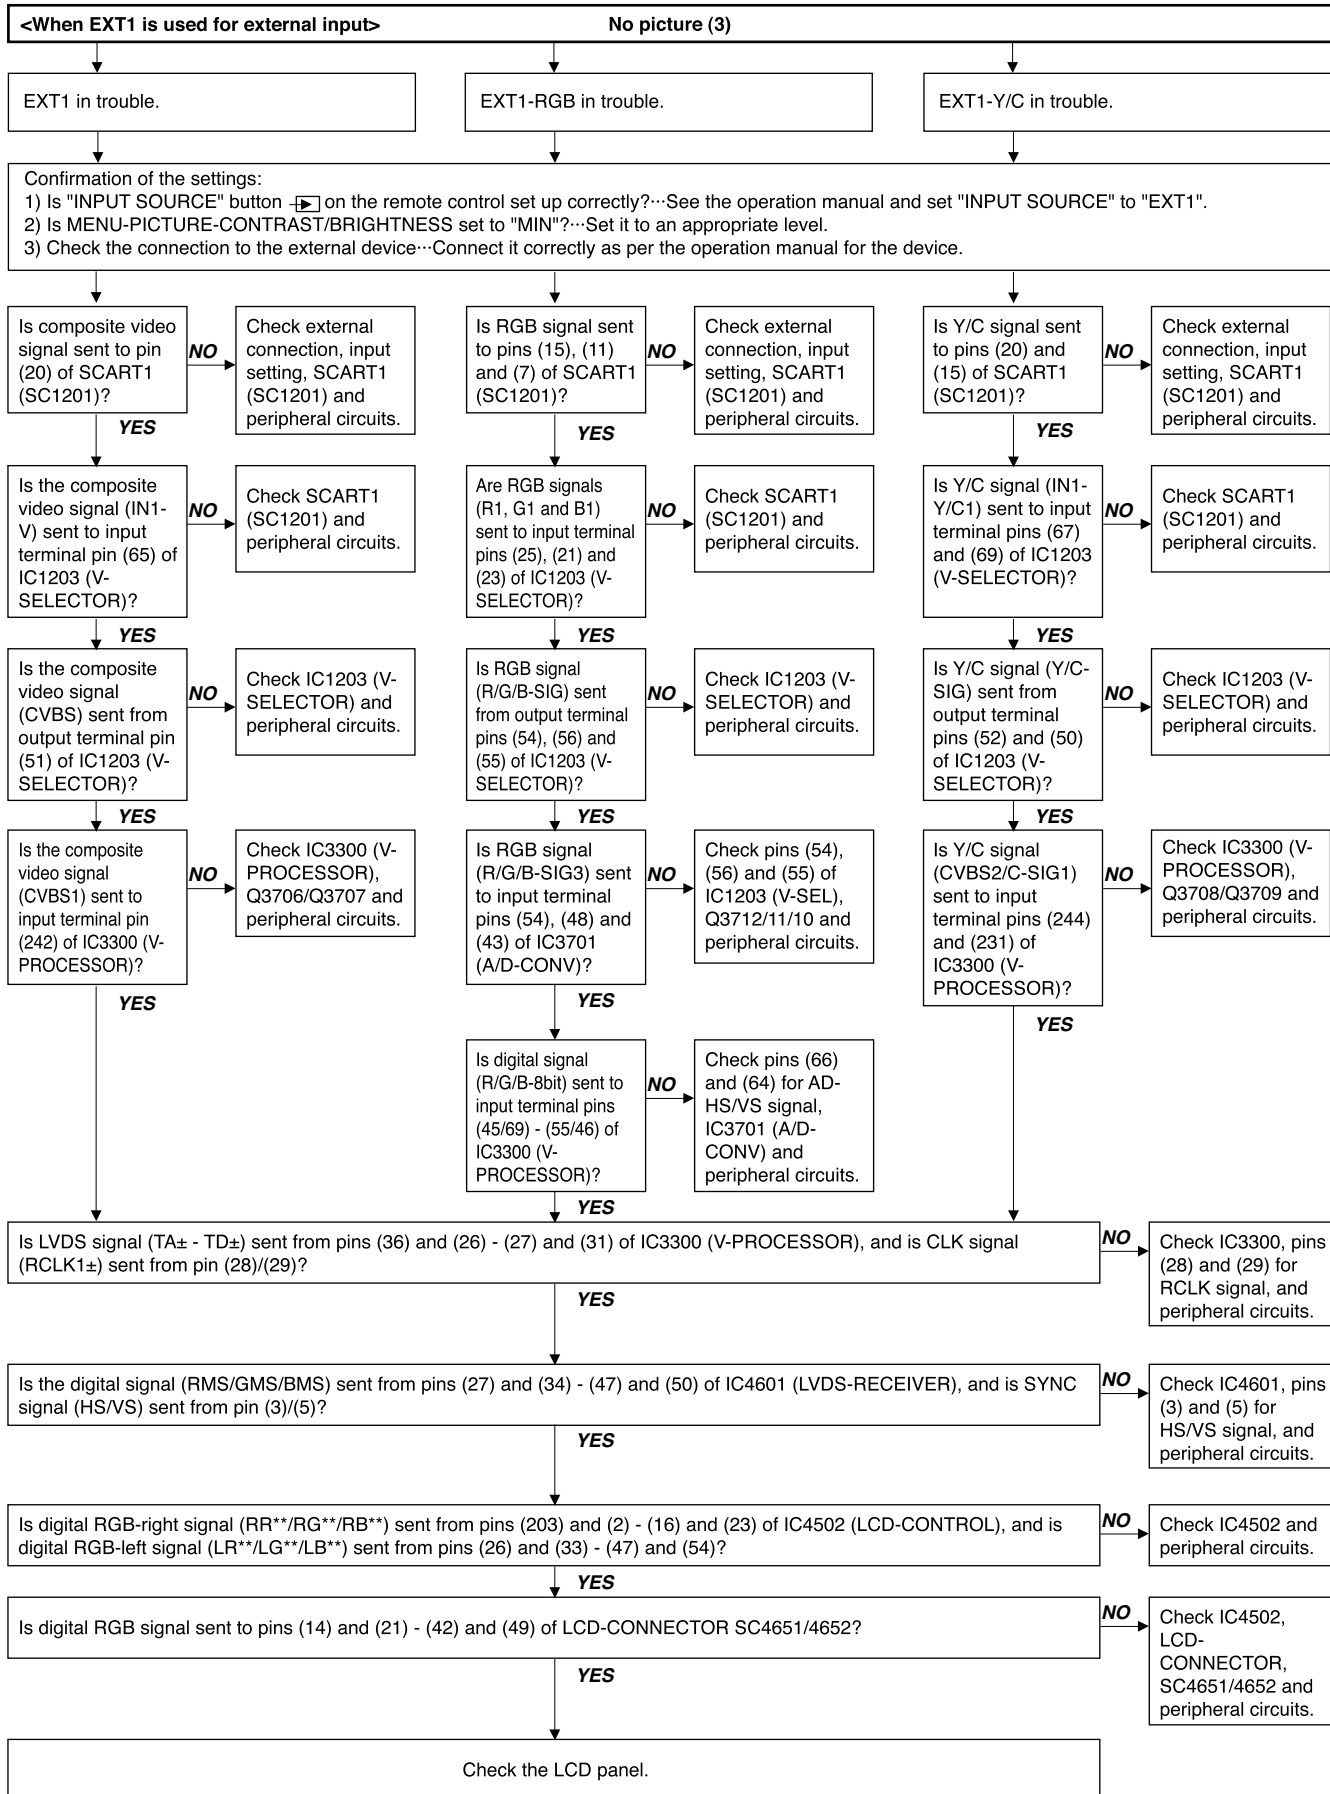 <When EXT1 is used for external input>
No picture (3)
EXT1 in trouble.
EXT1-RGB in trouble.
EXT1-Y/C in trouble.
Confirmation of the settings:
1) Is "INPUT SOURCE" button on the remote control set up correctly?···See the operation manual and set "INPUT SOURCE" to "EXT1".
2) Is MENU-PICTURE-CONTRAST/BRIGHTNESS set to "MIN"?···Set it to an appropriate level.
3) Check the connection to the external device···Connect it correctly as per the operation manual for the device.
Is composite video
signal sent to pin
(20) of SCART1
(SC1201)?
NO
Check external
connection, input
setting, SCART1
(SC1201) and
peripheral circuits.
YES
Is RGB signal sent
to pins (15), (11)
and (7) of SCART1
(SC1201)?
NO
Check external
connection, input
setting, SCART1
(SC1201) and
peripheral circuits.
YES
Is Y/C signal sent
to pins (20) and
(15) of SCART1
(SC1201)?
NO
Check external
connection, input
setting, SCART1
(SC1201) and
peripheral circuits.
YES
Is the composite
video signal (IN1-
V) sent to input
terminal pin (65) of
IC1203 (V-
SELECTOR)?
NO
Check SCART1
(SC1201) and
peripheral circuits.
YES
Are RGB signals
(R1, G1 and B1)
sent to input terminal
pins (25), (21) and
(23) of IC1203 (V-
SELECTOR)?
NO
Check SCART1
(SC1201) and
peripheral circuits.
YES
Is Y/C signal (IN1-
Y/C1) sent to input
terminal pins (67)
and (69) of IC1203
(V-SELECTOR)?
NO
Check SCART1
(SC1201) and
peripheral circuits.
YES
Is the composite
video signal
(CVBS) sent from
output terminal pin
(51) of IC1203 (V-
SELECTOR)?
NO
Check IC1203 (V-
SELECTOR) and
peripheral circuits.
YES
Is RGB signal
(R/G/B-SIG) sent
from output terminal
pins (54), (56) and
(55) of IC1203 (V-
SELECTOR)?
NO
Check IC1203 (V-
SELECTOR) and
peripheral circuits.
YES
Is Y/C signal (Y/C-
SIG) sent from
output terminal
pins (52) and (50)
of IC1203 (V-
SELECTOR)?
NO
Check IC1203 (V-
SELECTOR) and
peripheral circuits.
YES
Is the composite
video signal
(CVBS1) sent to
input terminal pin
(242) of IC3300 (V-
PROCESSOR)?
NO
Check IC3300 (V-
PROCESSOR),
Q3706/Q3707 and
peripheral circuits.
YES
Is RGB signal
(R/G/B-SIG3) sent
to input terminal
pins (54), (48) and
(43) of IC3701
(A/D-CONV)?
NO
Check pins (54),
(56) and (55) of
IC1203 (V-SEL),
Q3712/11/10 and
peripheral circuits.
YES
Is Y/C signal
(CVBS2/C-SIG1)
sent to input
terminal pins (244)
and (231) of
IC3300 (V-
PROCESSOR)?
NO
Check IC3300 (V-
PROCESSOR),
Q3708/Q3709 and
peripheral circuits.
YES
Is digital signal
(R/G/B-8bit) sent to
input terminal pins
(45/69) - (55/46) of
IC3300 (V-
PROCESSOR)?
NO
Check pins (66)
and (64) for AD-
HS/VS signal,
IC3701 (A/D-
CONV) and
peripheral circuits.
YES
Is LVDS signal (TA± - TD±) sent from pins (36) and (26) - (27) and (31) of IC3300 (V-PROCESSOR), and is CLK signal
(RCLK1±) sent from pin (28)/(29)?
NO
Check IC3300, pins
(28) and (29) for
RCLK signal, and
peripheral circuits.
YES
Is the digital signal (RMS/GMS/BMS) sent from pins (27) and (34) - (47) and (50) of IC4601 (LVDS-RECEIVER), and is SYNC
signal (HS/VS) sent from pin (3)/(5)?
NO
Check IC4601, pins
(3) and (5) for
HS/VS signal, and
peripheral circuits.
YES
Is digital RGB-right signal (RR**/RG**/RB**) sent from pins (203) and (2) - (16) and (23) of IC4502 (LCD-CONTROL), and is
digital RGB-left signal (LR**/LG**/LB**) sent from pins (26) and (33) - (47) and (54)?
NO
Check IC4502 and
peripheral circuits.
YES
Is digital RGB signal sent to pins (14) and (21) - (42) and (49) of LCD-CONNECTOR SC4651/4652?
NO
Check IC4502,
LCD-
CONNECTOR,
SC4651/4652 and
peripheral circuits.
YES
Check the LCD panel.